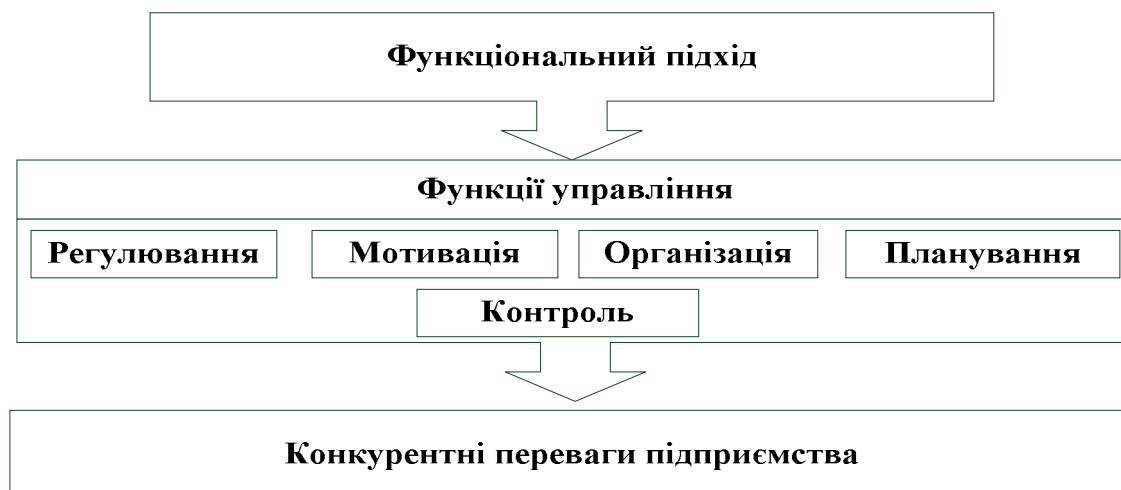 Функціональний підхід
Функції управління
Регулювання Мотивація Організація Планування
Контроль
Конкурентні переваги підприємства